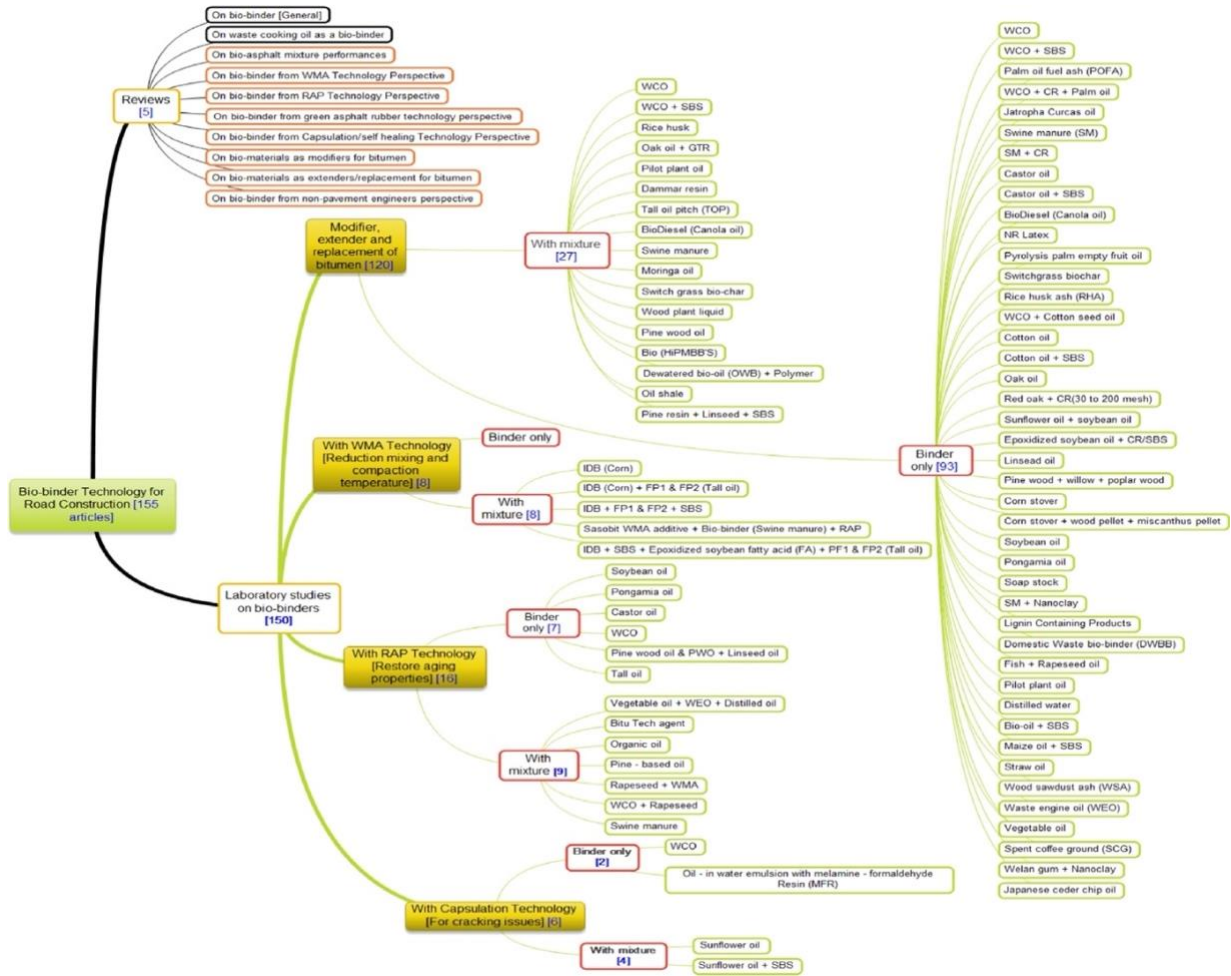 Bio-binder Technology for
Road Construction [155
articles]
Reviews
[5]
On bio-binder [General]
On waste cooking oil as a bio-binder
On bio-asphalt mixture performances
On bio-binder from WMA Technology Perspective
On bio-binder from RAP Technology Perspective
On bio-binder from green asphalt rubber technology perspective
On bio-binder from Capsulation/self healing Technology Perspective
On bio-materials as modifiers for bitumen
On bio-materials as extenders/replacement for bitumen
On bio-binder from non-pavement engineers perspective
Laboratory studies
on bio-binders
[150]
Modifier,
extender and
replacement of
bitumen [120]
With mixture
[27]
WCO
WCO + SBS
Rice husk
Oak oil + GTR
Pilot plant oil
Dammar resin
Tall oil pitch (TOP)
BioDiesel (Canola oil)
Swine manure
Moringa oil
Switch grass bio-char
Wood plant liquid
Pine wood oil
Bio (HiPMBB'S)
Dewatered bio-oil (OWB) + Polymer
Oil shale
Pine resin + Linseed + SBS
Binder
only [93]
WCO
WCO + SBS
Palm oil fuel ash (POFA)
WCO + CR + Palm oil
Jatropha Curcas oil
Swine manure (SM)
SM + CR
Castor oil
Castor oil + SBS
BioDiesel (Canola oil)
NR Latex
Pyrolysis palm empty fruit oil
Switchgrass biochar
Rice husk ash (RHA)
WCO + Cotton seed oil
Cotton oil
Cotton oil + SBS
Oak oil
Red oak + CR(30 to 200 mesh)
Sunflower oil + soybean oil
Epoxidized soybean oil + CR/SBS
Linsead oil
Pine wood + willow + poplar wood
Corn stover
Corn stover + wood pellet + miscanthus pellet
Soybean oil
Pongamia oil
Soap stock
SM + Nanoclay
Lignin Containing Products
Domestic Waste bio-binder (DWBB)
Fish + Rapeseed oil
Pilot plant oil
Distilled water
Bio-oil + SBS
Maize oil + SBS
Straw oil
Wood sawdust ash (WSA)
Waste engine oil (WEO)
Vegetable oil
Spent coffee ground (SCG)
Welan gum + Nanoclay
Japanese ceder chip oil
With WMA Technology
[Reduction mixing and
compaction
temperature] [8]
Binder only
With
mixture [8]
IDB (Corn)
IDB (Corn) + FP1 & FP2 (Tall oil)
IDB + FP1 & FP2 + SBS
Sasobit WMA additive + Bio-binder (Swine manure) + RAP
IDB + SBS + Epoxidized soybean fatty acid (FA) + PF1 & FP2 (Tall oil)
With RAP Technology
[Restore aging
properties] [16]
Binder
only [7]
Soybean oil
Pongamia oil
Castor oil
WCO
Pine wood oil & PWO + Linseed oil
Tall oil
With
mixture [9]
Vegetable oil + WEO + Distilled oil
Bitu Tech agent
Organic oil
Pine - based oil
Rapeseed + WMA
WCO + Rapeseed
Swine manure
With Capsulation Technology
[For cracking issues] [6]
Binder only
[2]
WCO
Oil - in water emulsion with melamine - formaldehyde
Resin (MFR)
With mixture
[4]
Sunflower oil
Sunflower oil + SBS